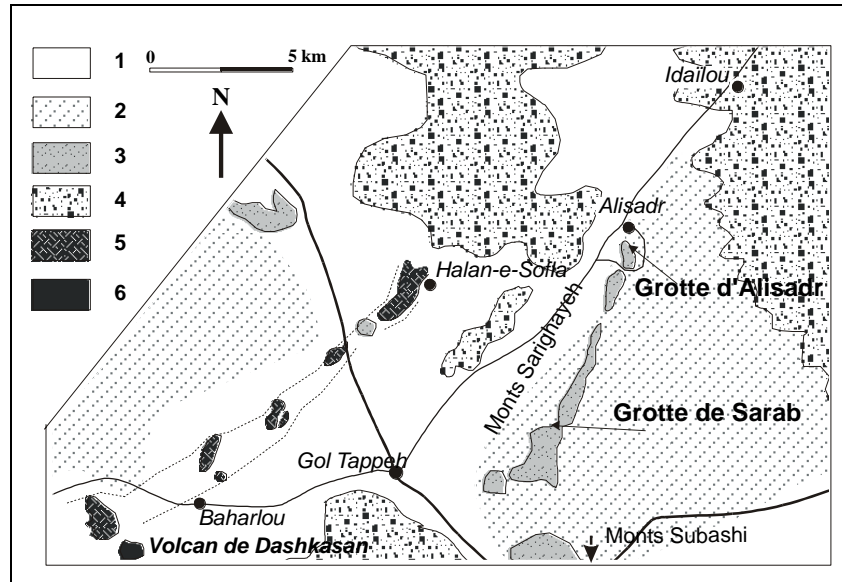 1
2
3
4
5
6
0 5 km
N
Idaïlou
Alisadr
Halan-e-Solla
Grotte d'Alisadr
Monts Sarighayeh
Grotte de Sarab
Gol Tappeh
Baharlou
Monts Subashi
Volcan de Dashkasan